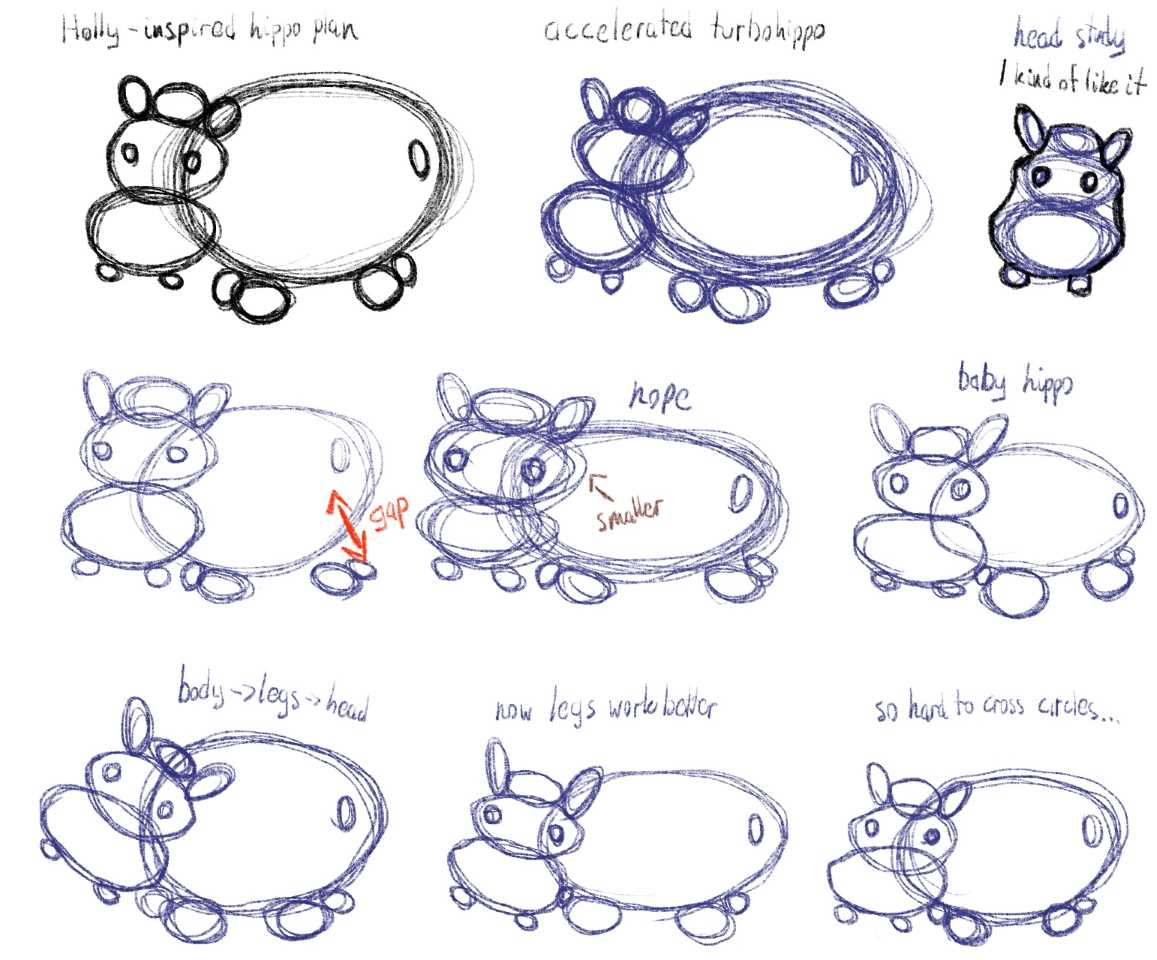 Holly-inspired hippo plan
accelerated turbohippo
head study
I kind of like it
gap
nope
smaller
baby hippo
body->legs->head
now legs work better
so hard to cross circles...